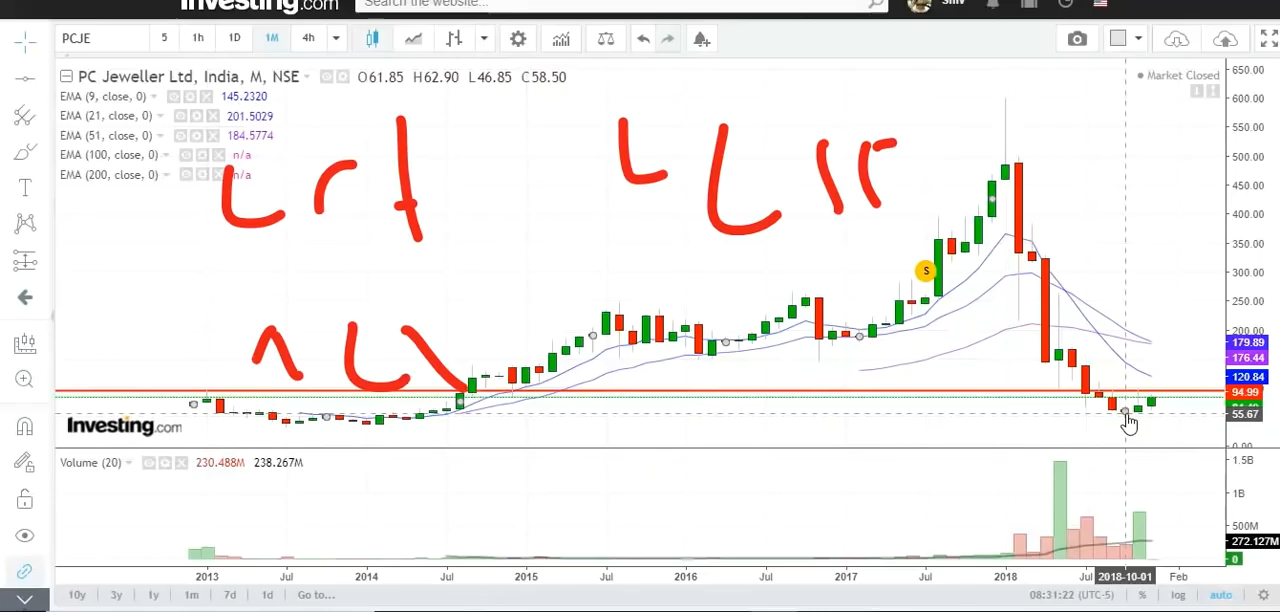 Investing.com
Search the website...
PCJE 5 1h 1D 1M 4h
PC Jeweller Ltd, India, M, NSE O61.85 H62.90 L46.85 C58.50
Market Closed
EMA (9, close, 0) 145.2320
EMA (21, close, 0) 201.5029
EMA (51, close, 0) 184.5774
EMA (100, close, 0) n/a
EMA (200, close, 0) n/a
S
650.00
600.00
550.00
500.00
450.00
400.00
350.00
300.00
250.00
200.00
179.89
176.44
120.84
94.99
55.67
0.00
Investing.com
Volume (20) 230.488M 238.267M
1.5B
1B
500M
272.127M
0
2013 Jul 2014 Jul 2015 Jul 2016 Jul 2017 Jul 2018 Jul 2018-10-01 Feb
10y 3y 1y 1m 7d 1d Go to... 08:31:22 (UTC-5) % log auto